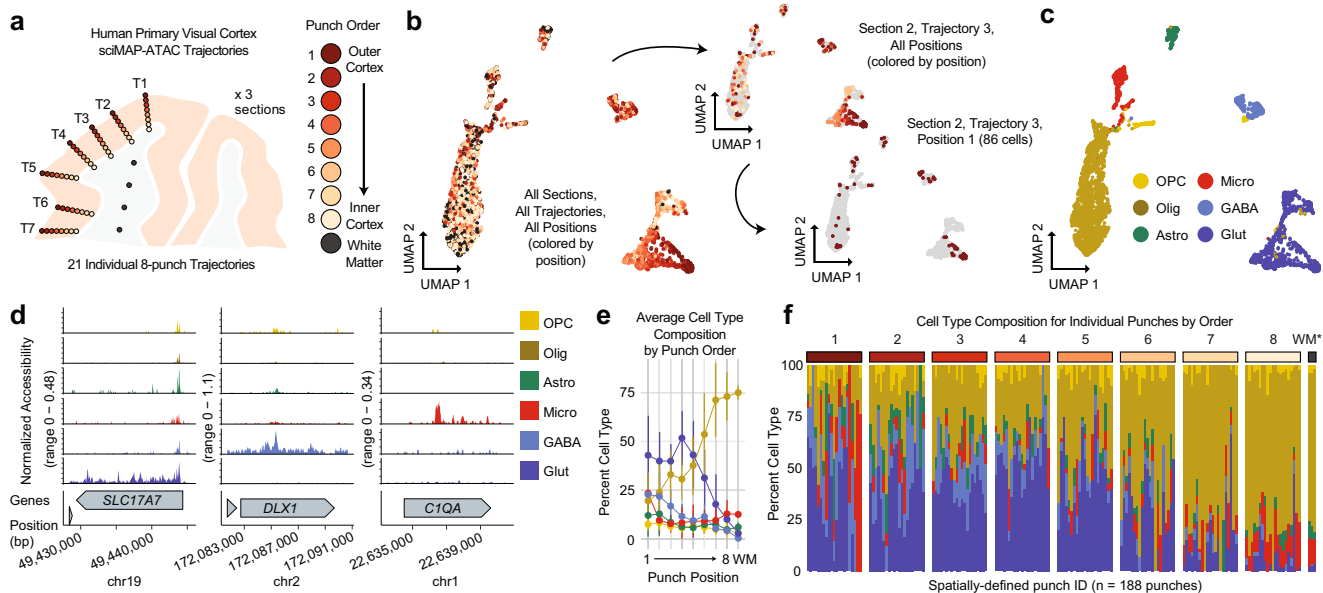 a
Human Primary Visual Cortex
sciMAP-ATAC Trajectories
T1
T2
T3
T4
T5
T6
T7
x 3
sections
21 Individual 8-punch Trajectories
Punch Order
1
2
3
4
5
6
7
8
Outer
Cortex
Inner
Cortex
White
Matter
b
UMAP 2
UMAP 1
All Sections,
All Trajectories,
All Positions
(colored by
position)
UMAP 2
UMAP 1
Section 2, Trajectory 3,
All Positions
(colored by position)
Section 2, Trajectory 3,
Position 1 (86 cells)
UMAP 2
UMAP 1
c
OPC
Olig
Astro
Micro
GABA
Glut
UMAP 2
UMAP 1
d
Normalized Accessibility
(range 0 – 0.48)
(range 0 – 1.1)
(range 0 – 0.34)
OPC
Olig
Astro
Micro
GABA
Glut
Genes
SLC17A7
DLX1
C1QA
Position
(bp)
49,430,000
49,440,000
172,083,000
172,087,000
172,091,000
22,635,000
22,639,000
chr19
chr2
chr1
e
Average Cell Type
Composition
by Punch Order
Percent Cell Type
75
50
25
0
1
8 WM
Punch Position
f
Cell Type Composition for Individual Punches by Order
1
2
3
4
5
6
7
8
WM*
Percent Cell Type
100
75
50
25
0
Spatially-defined punch ID (n = 188 punches)